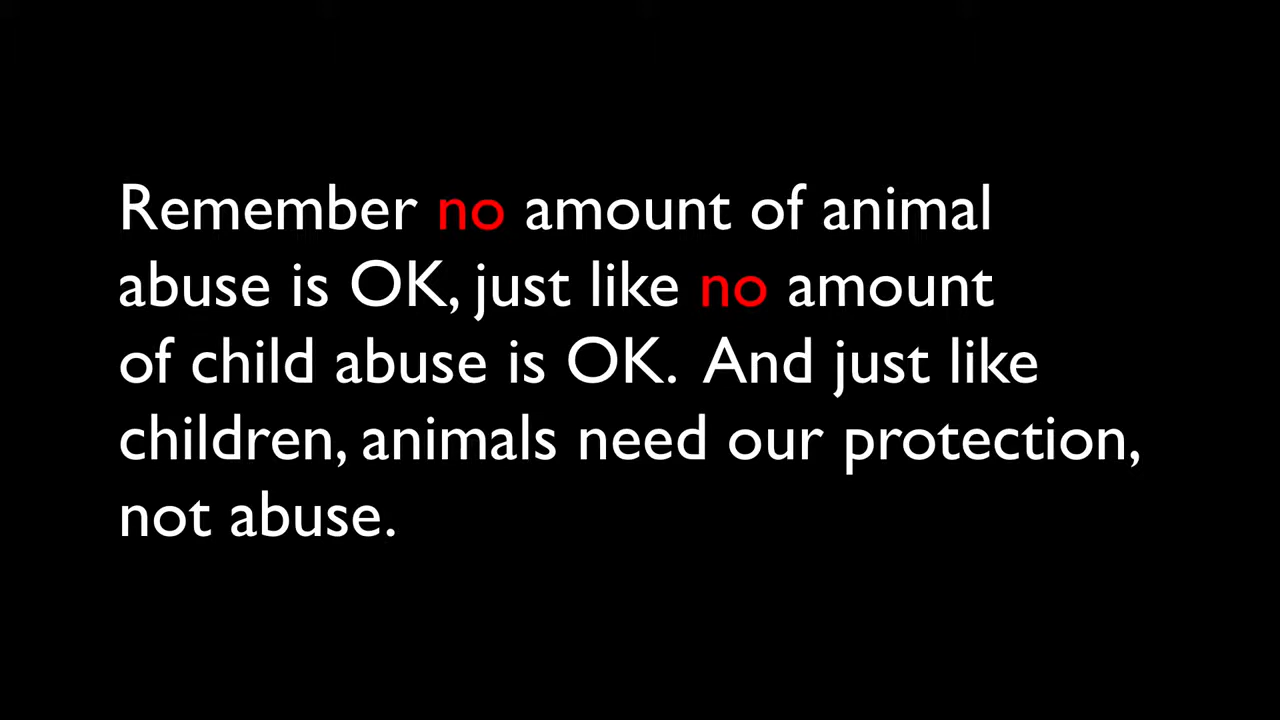 Remember no amount of animal
abuse is OK, just like no amount
of child abuse is OK. And just like
children, animals need our protection,
not abuse.